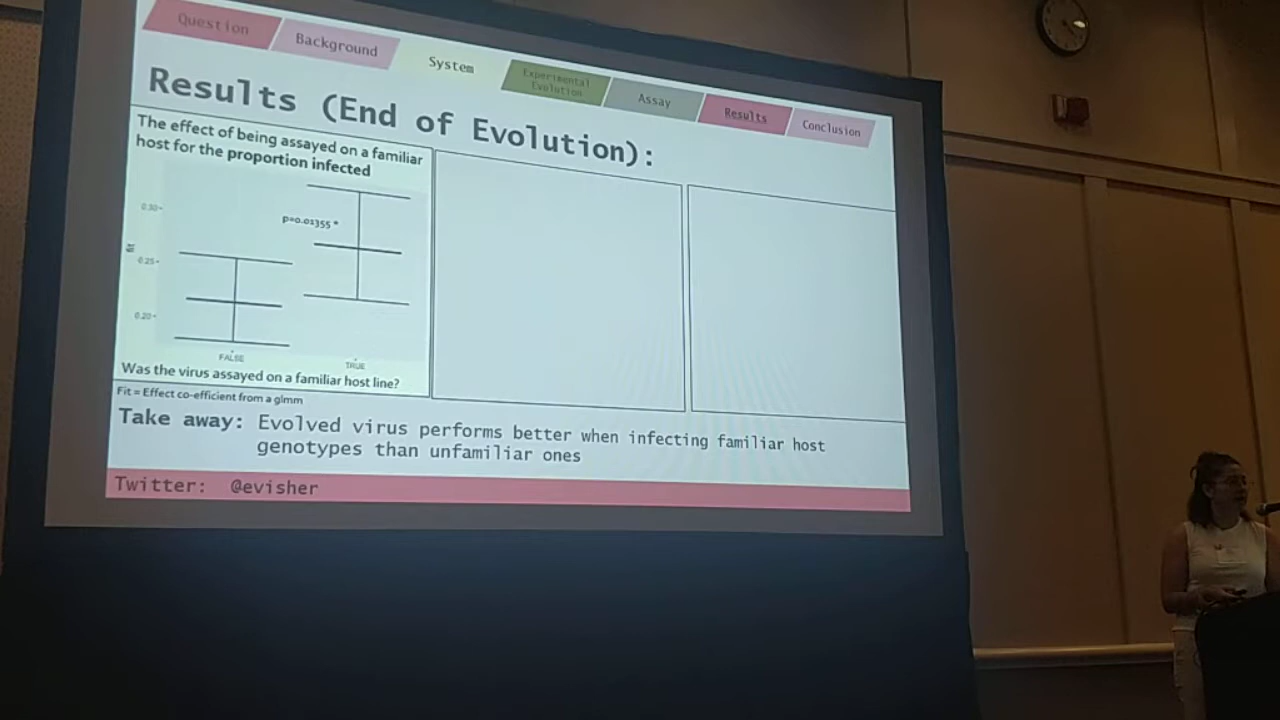 Question
Background
System
Experimental
Evolution
Assay
Results
Conclusion
Results (End of Evolution):
The effect of being assayed on a familiar
host for the proportion infected
0.30
p=0.01355 *
fit
0.25
0.20
FALSE
TRUE
Was the virus assayed on a familiar host line?
Fit = Effect co-efficient from a glmm
Take away: Evolved virus performs better when infecting familiar host
genotypes than unfamiliar ones
Twitter: @evisher